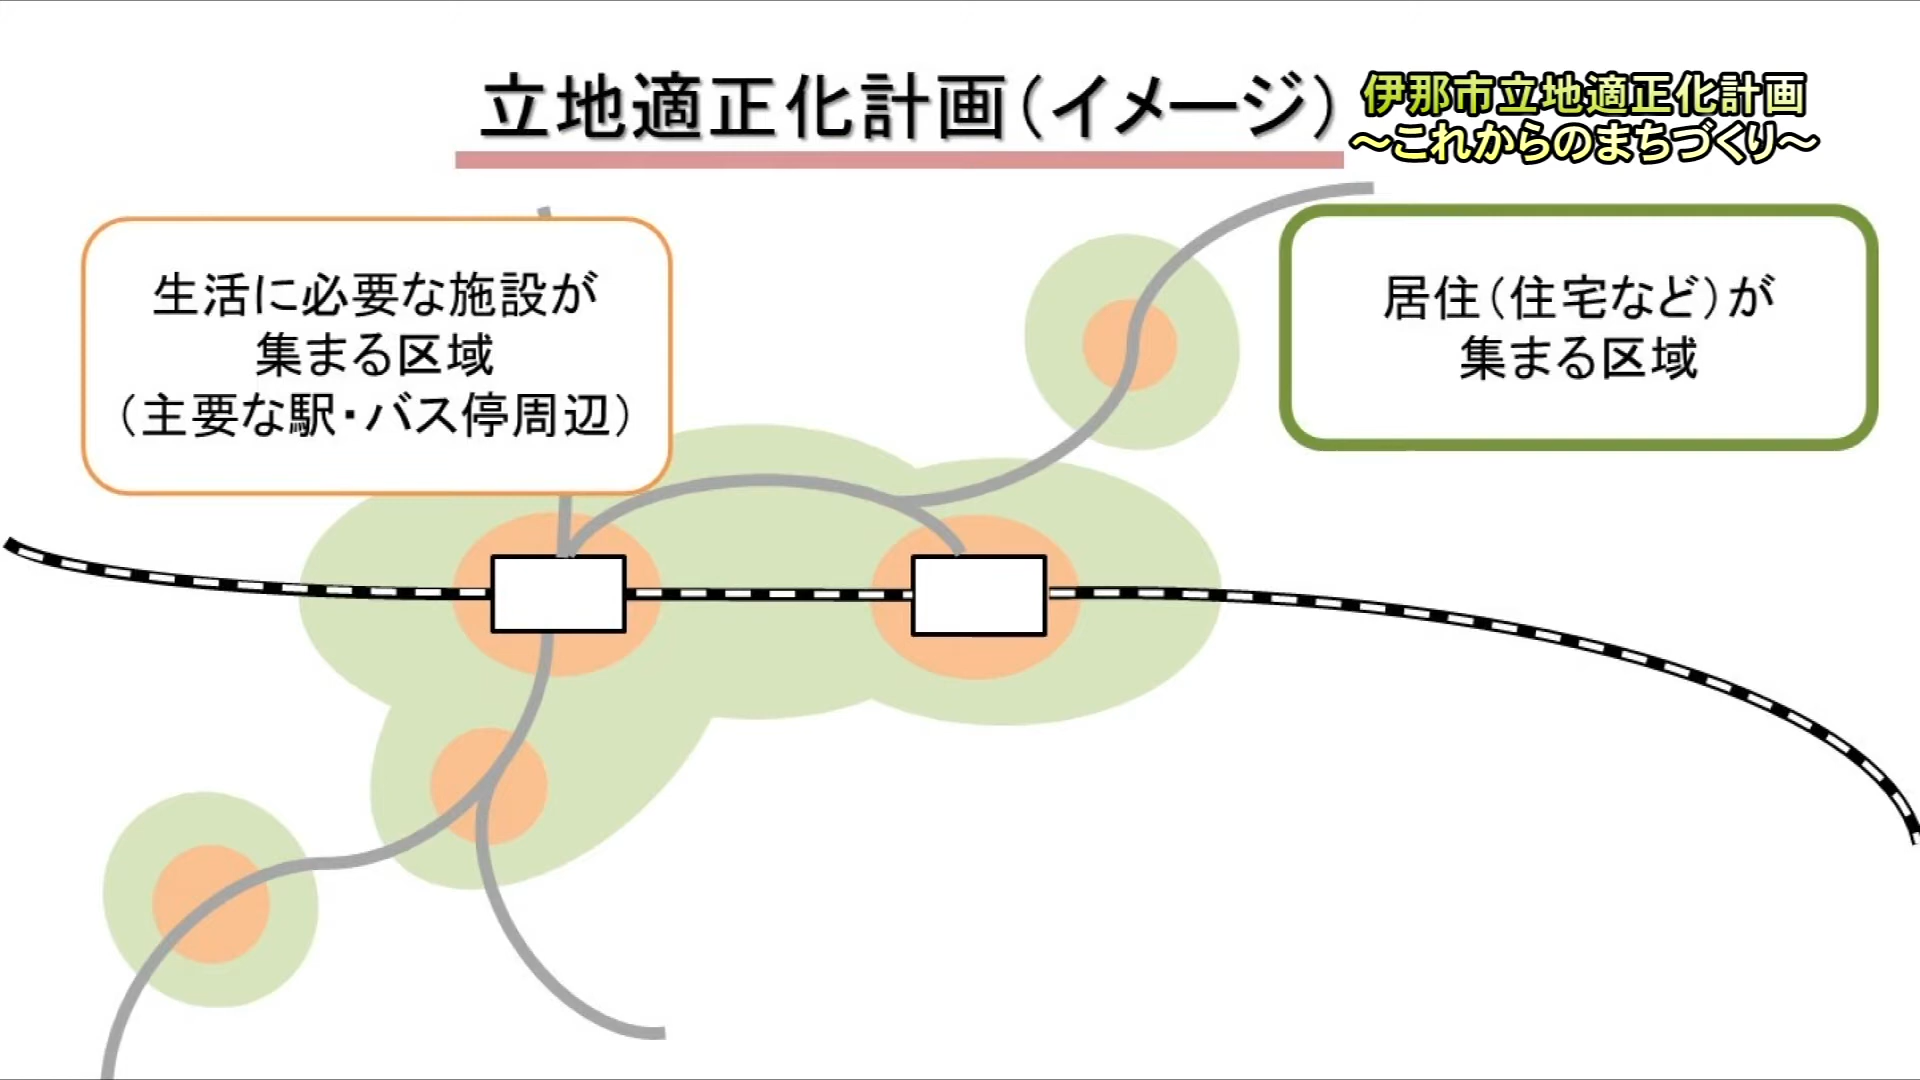 立地適正化計画（イメージ）
伊那市立地適正化計画
～これからのまちづくり～
生活に必要な施設が
集まる区域
（主要な駅・バス停周辺）
居住（住宅など）が
集まる区域